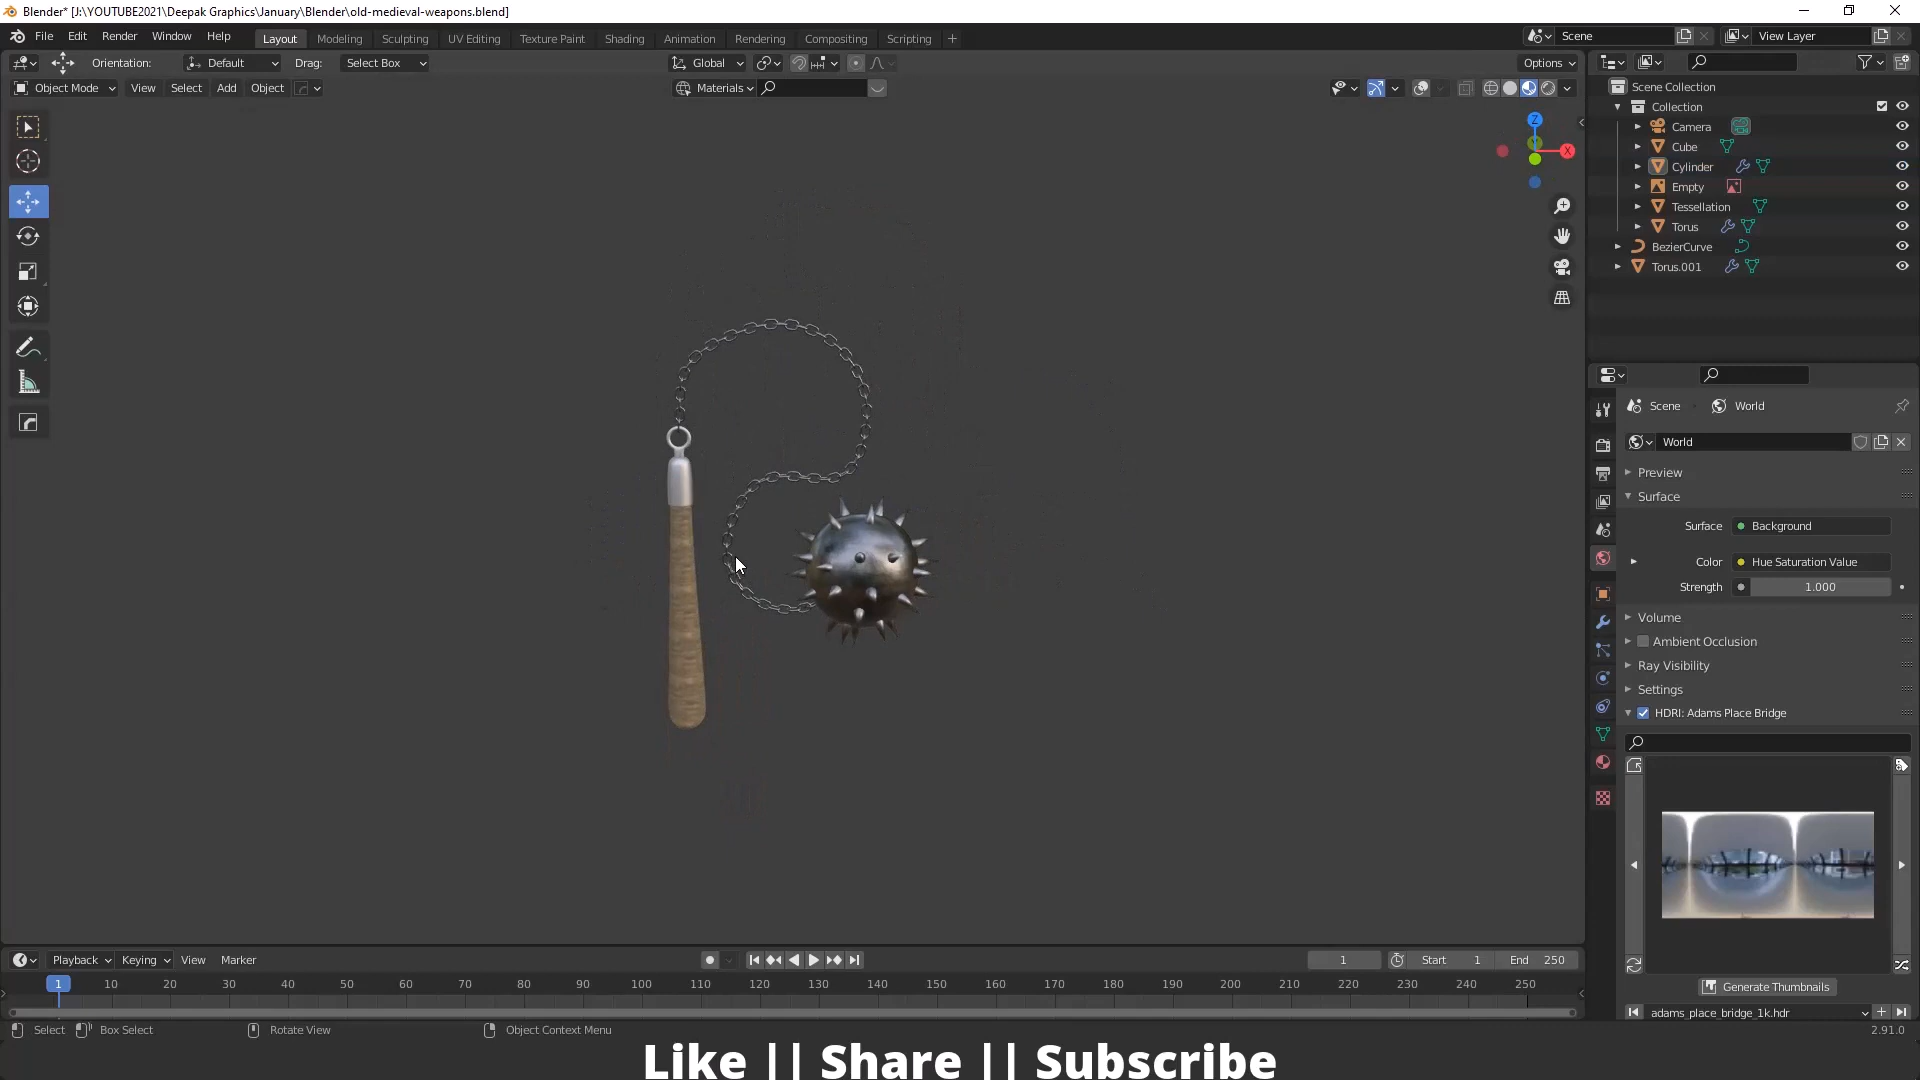 Blender* [J:\YOUTUBE2021\Deepak Graphics\January\Blender\old-medieval-weapons.blend]
File Edit Render Window Help Layout Modeling Sculpting UV Editing Texture Paint Shading Animation Rendering Compositing Scripting + Scene View Layer
Orientation: Default Drag: Select Box Global Options
Object Mode View Select Add Object Materials
Scene Collection
Collection
Camera
Cube
Cylinder
Empty
Tessellation
Torus
BezierCurve
Torus.001
Z
X
Scene World
World
Preview
Surface
Surface Background
Color Hue Saturation Value
Strength 1.000
Volume
Ambient Occlusion
Ray Visibility
Settings
HDRI: Adams Place Bridge
Generate Thumbnails
adams_place_bridge_1k.hdr
Playback Keying View Marker 1 Start 1 End 250
1 10 20 30 40 50 60 70 80 90 100 110 120 130 140 150 160 170 180 190 200 210 220 230 240 250
Select Box Select Rotate View Object Context Menu 2.91.0
Like || Share || Subscribe